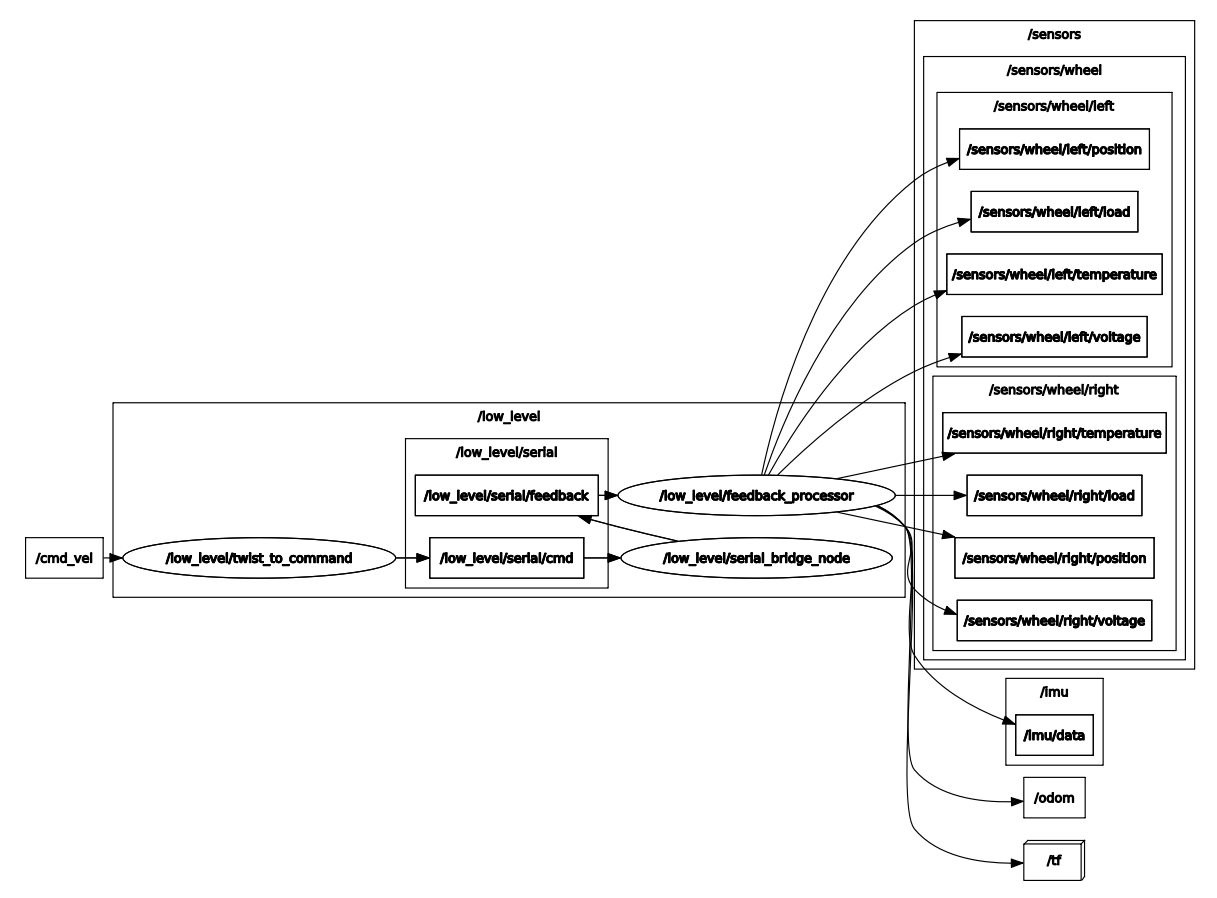 /sensors
/sensors/wheel
/sensors/wheel/left
/sensors/wheel/left/position
/sensors/wheel/left/load
/sensors/wheel/left/temperature
/sensors/wheel/left/voltage
/sensors/wheel/right
/sensors/wheel/right/temperature
/sensors/wheel/right/load
/sensors/wheel/right/position
/sensors/wheel/right/voltage
/low_level
/low_level/serial
/low_level/serial/feedback
/low_level/feedback_processor
/cmd_vel
/low_level/twist_to_command
/low_level/serial/cmd
/low_level/serial_bridge_node
/imu
/imu/data
/odom
/tf